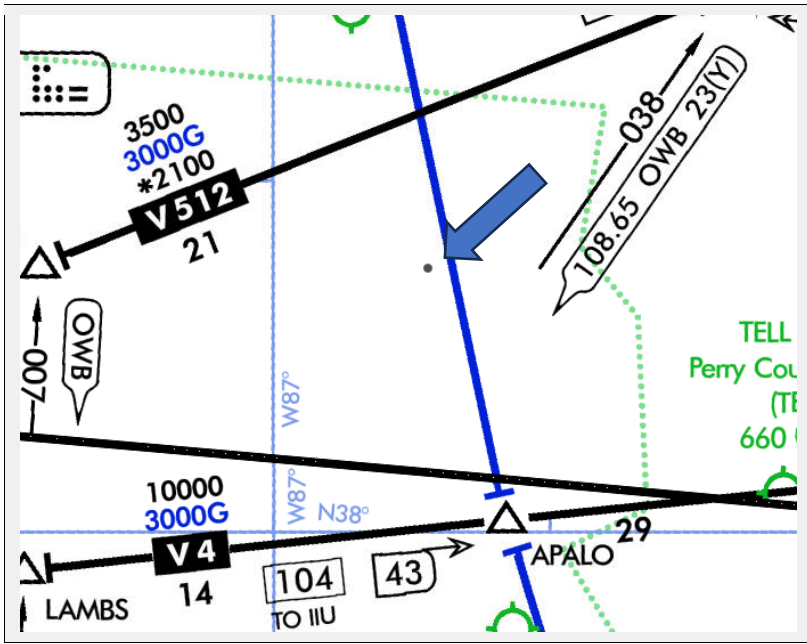 3500
3000G
*2100
V512
21
038
108.65 OWB 23(Y)
OWB
007
W87°
W87°
N38°
TELL
Perry Cou
(TE
660
10000
3000G
V4
14
104
TO IIU
43
29
APALO
LAMBS